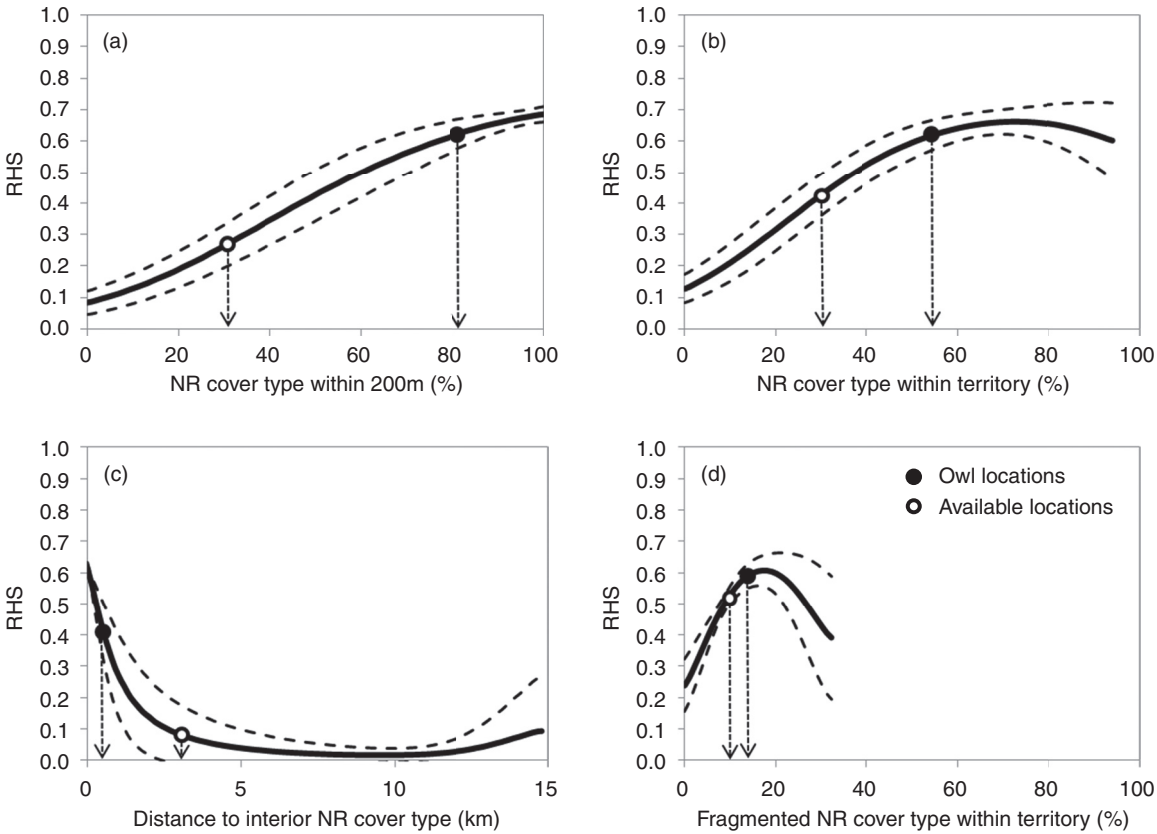 (a)
1.0
0.9
0.8
0.7
0.6
0.5
0.4
0.3
0.2
0.1
0.0
RHS
0 20 40 60 80 100
NR cover type within 200m (%)
(b)
1.0
0.9
0.8
0.7
0.6
0.5
0.4
0.3
0.2
0.1
0.0
RHS
0 20 40 60 80 100
NR cover type within territory (%)
(c)
1.0
0.9
0.8
0.7
0.6
0.5
0.4
0.3
0.2
0.1
0.0
RHS
0 5 10 15
Distance to interior NR cover type (km)
(d)
Owl locations
Available locations
1.0
0.9
0.8
0.7
0.6
0.5
0.4
0.3
0.2
0.1
0.0
RHS
0 20 40 60 80 100
Fragmented NR cover type within territory (%)